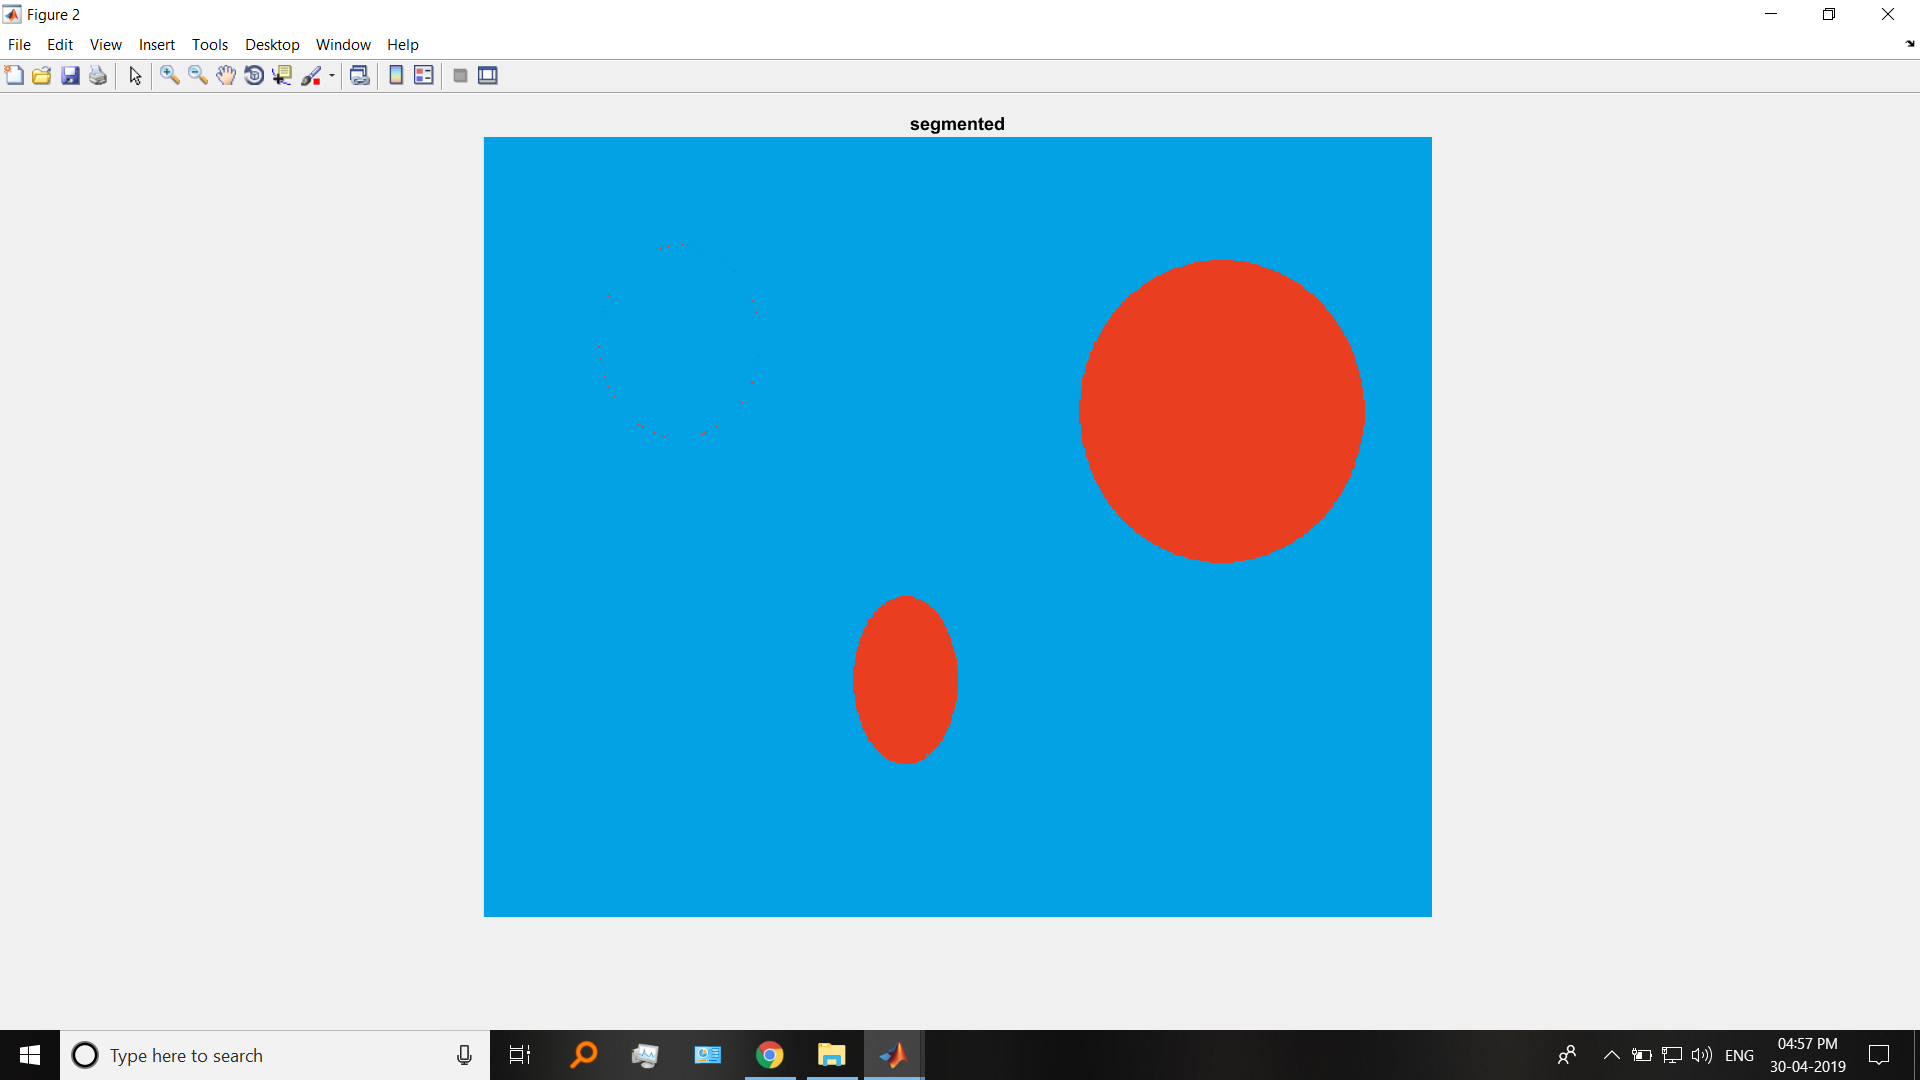 Figure 2
File Edit View Insert Tools Desktop Window Help
segmented
Type here to search
ENG
04:57 PM
30-04-2019